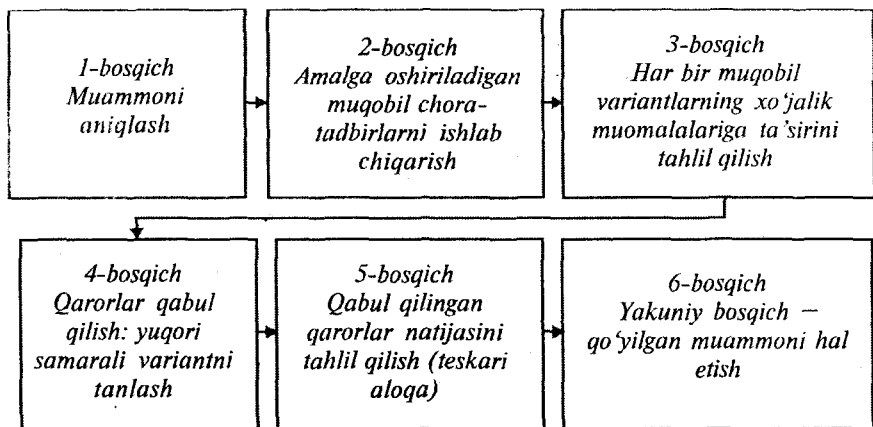 1-bosqich
Muammoni
aniqlash
2-bosqich
Amalga oshiriladigan
muqobil chora-
tadbirlarni ishlab
chiqarish
3-bosqich
Har bir muqobil
variantlarning xo‘jalik
muomalalariga ta’sirini
tahlil qilish
4-bosqich
Qarorlar qabul
qilish: yuqori
samarali variantni
tanlash
5-bosqich
Qabul qilingan
qarorlar natijasini
tahlil qilish (teskari
aloqa)
6-bosqich
Yakuniy bosqich —
qo‘yilgan muammoni hal
etish